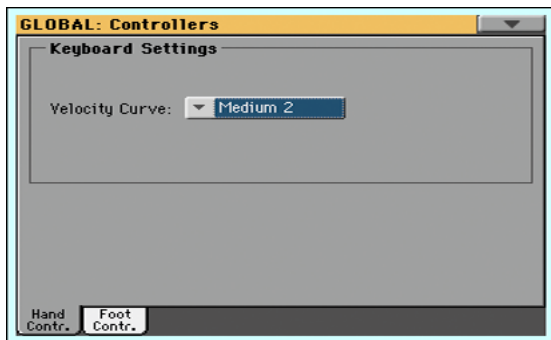 GLOBAL: Controllers
Keyboard Settings
Velocity Curve: Medium 2
Hand Contr.
Foot Contr.